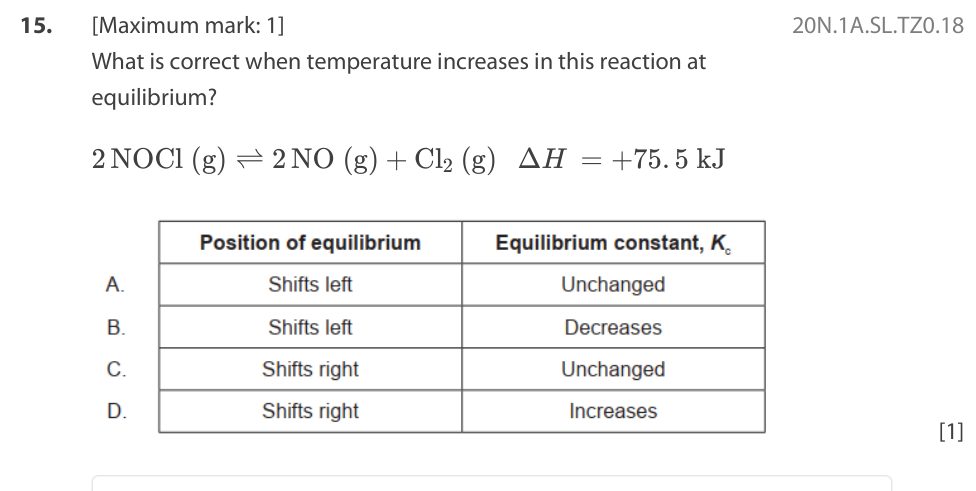 15. [Maximum mark: 1] 20N.1A.SL.TZ0.18
What is correct when temperature increases in this reaction at
equilibrium?
2 NOCl (g) ⇌ 2 NO (g) + Cl₂ (g) ΔH = +75.5 kJ
Position of equilibrium Equilibrium constant, K꜀
A. Shifts left Unchanged
B. Shifts left Decreases
C. Shifts right Unchanged
D. Shifts right Increases
[1]